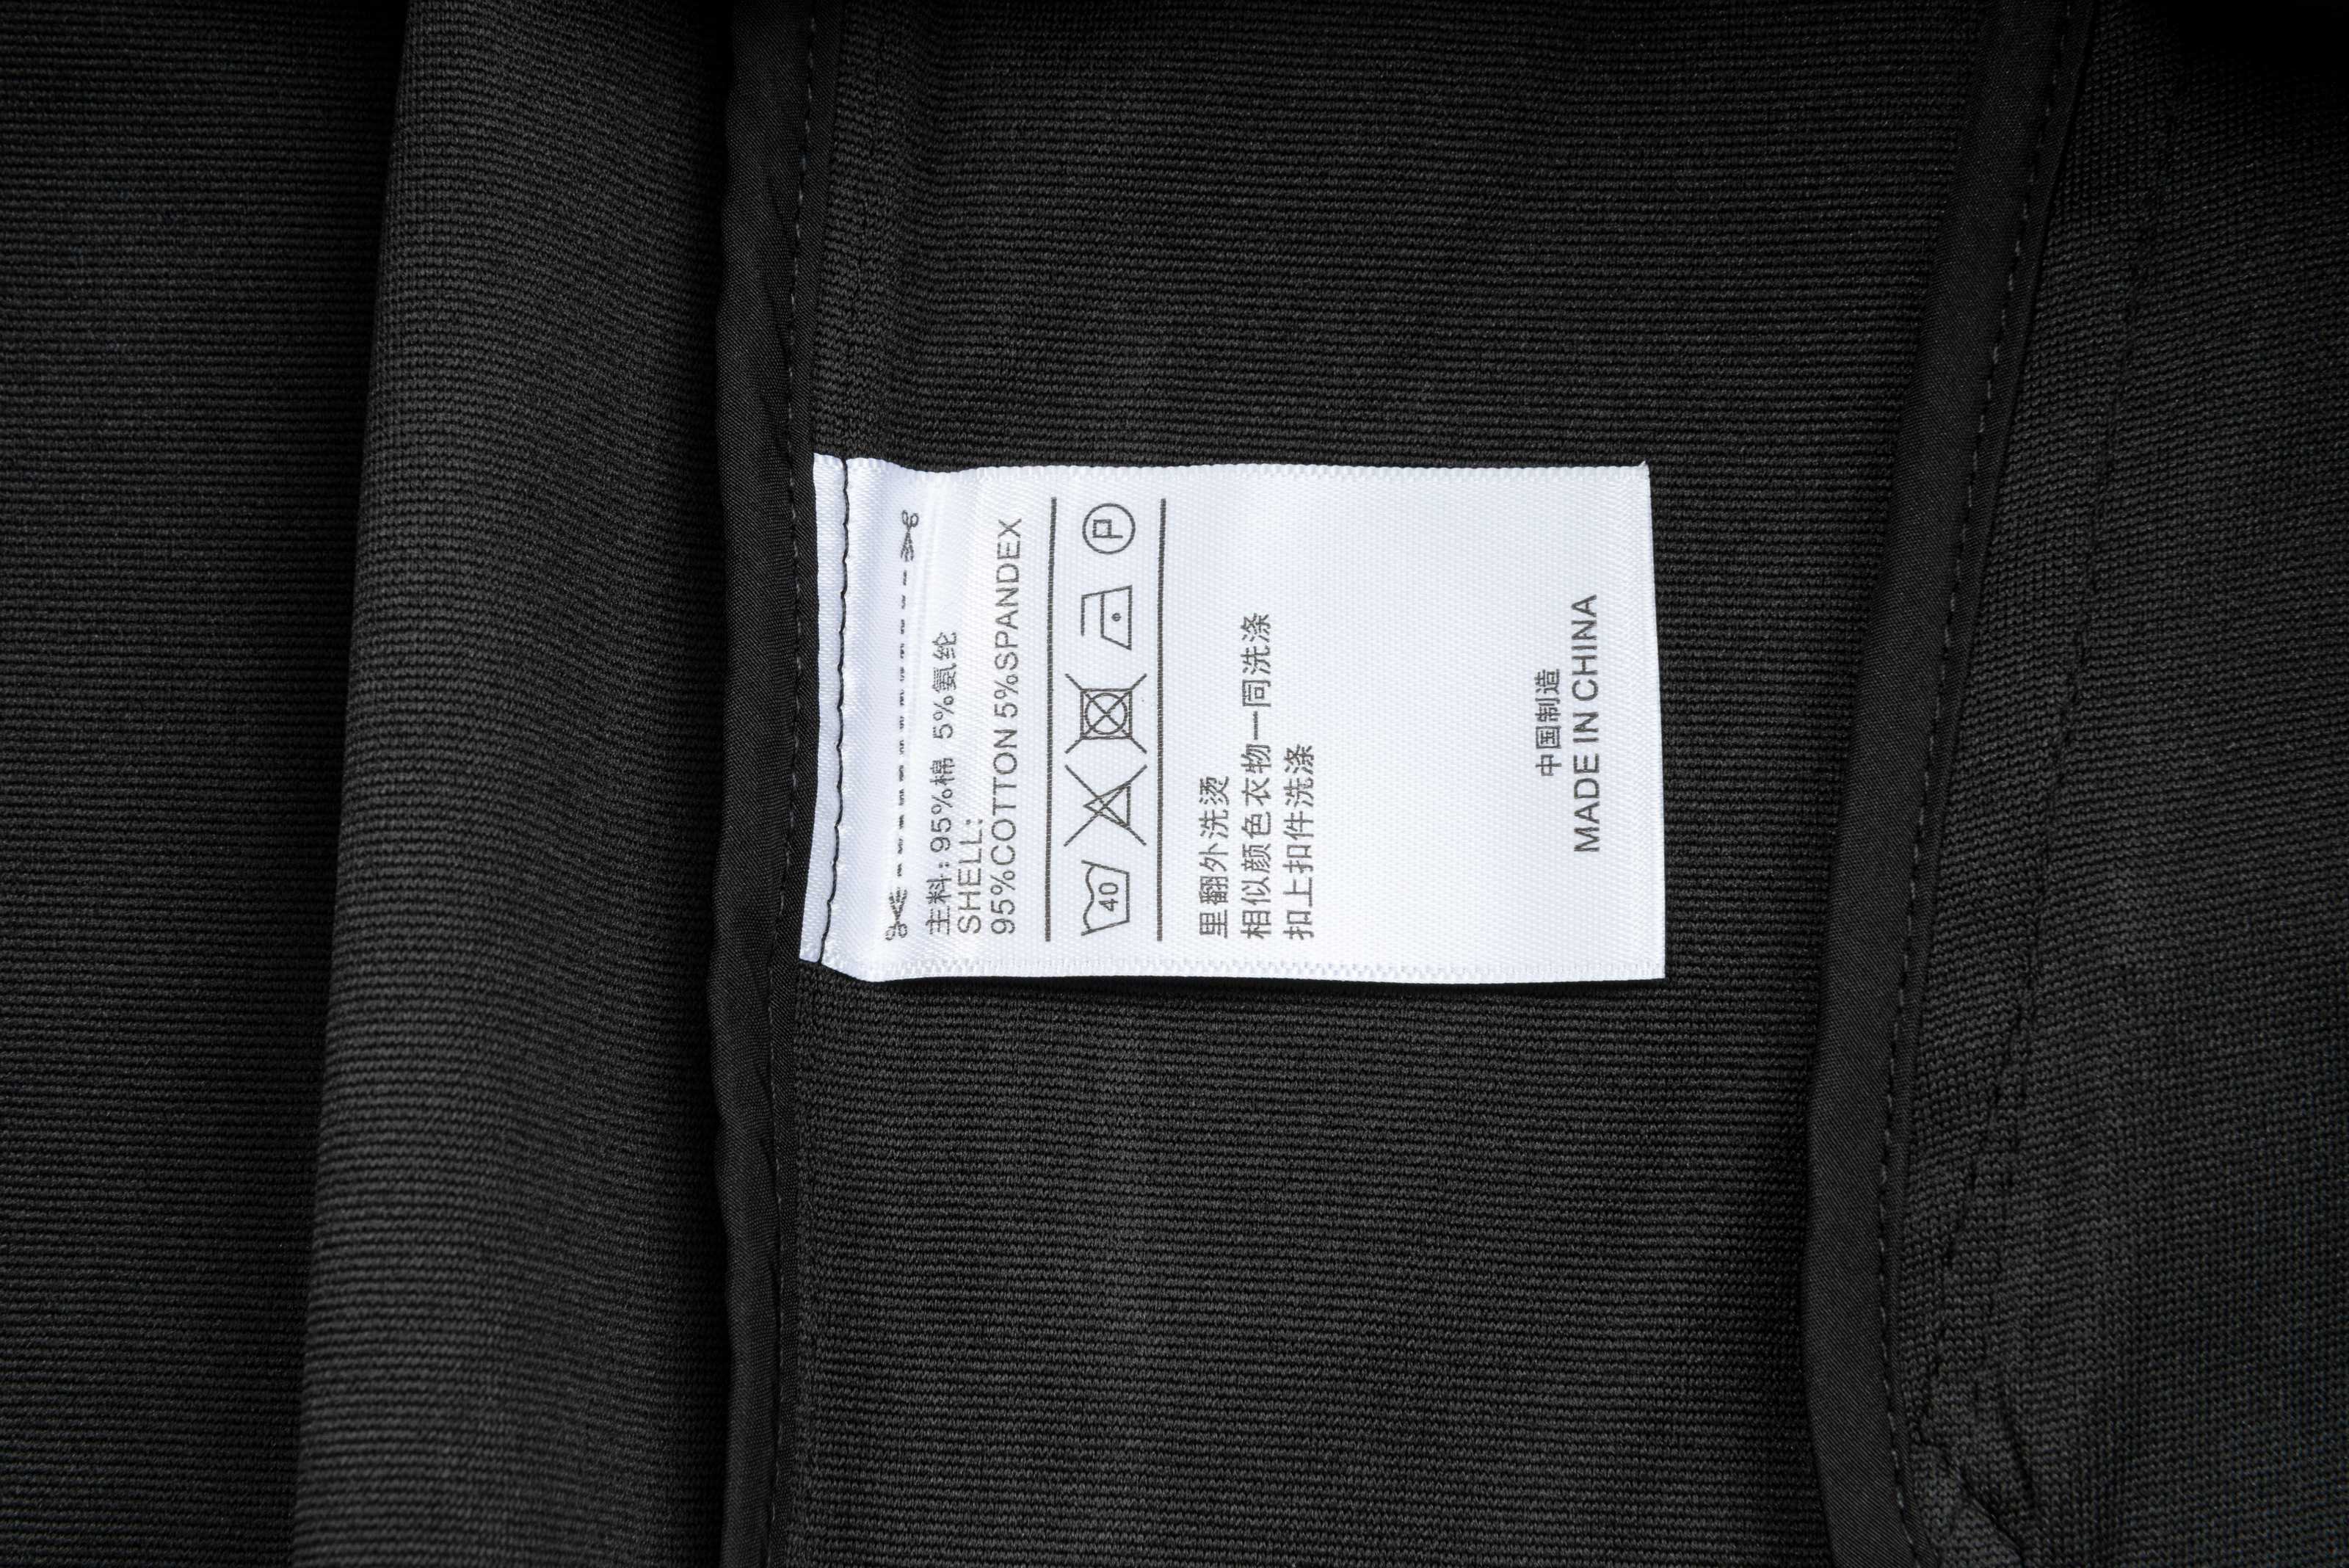 主料:95%棉 5%氨纶
SHELL:
95%COTTON 5%SPANDEX
40 P
里翻外洗烫
相似颜色衣物一同洗涤
扣上扣件洗涤
中国制造
MADE IN CHINA